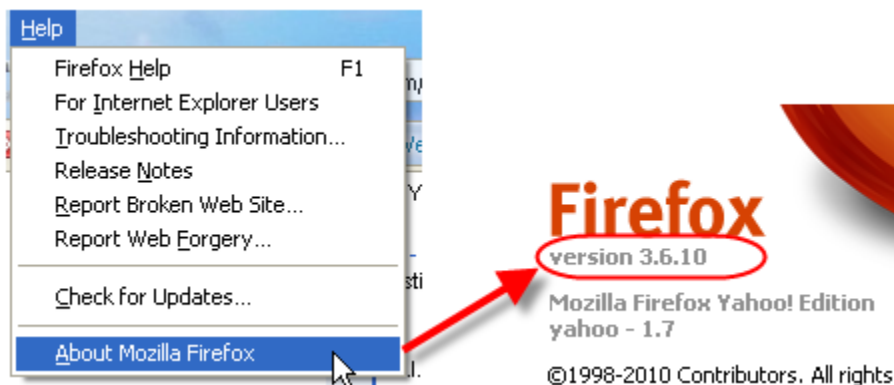 Help
Firefox Help F1
For Internet Explorer Users
Troubleshooting Information...
Release Notes
Report Broken Web Site...
Report Web Forgery...
Check for Updates...
About Mozilla Firefox
Firefox
version 3.6.10
Mozilla Firefox Yahoo! Edition
yahoo - 1.7
©1998-2010 Contributors. All rights